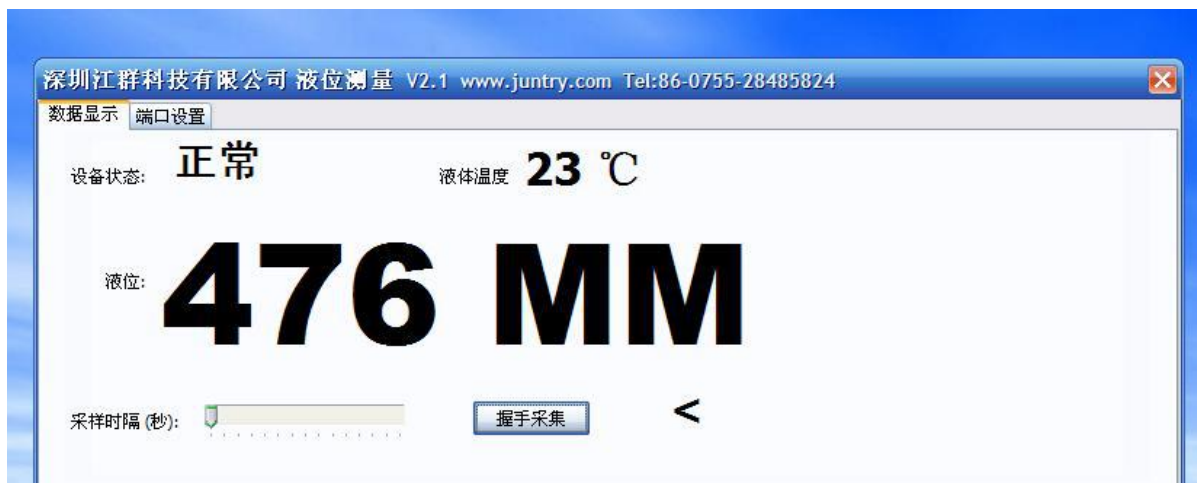 深圳江群科技有限公司 液位测量 V2.1 www.juntry.com Tel:86-0755-28485824
数据显示 端口设置
设备状态: 正常 液体温度 23 ℃
液位: 476 MM
采样时隔(秒): 握手采集 <